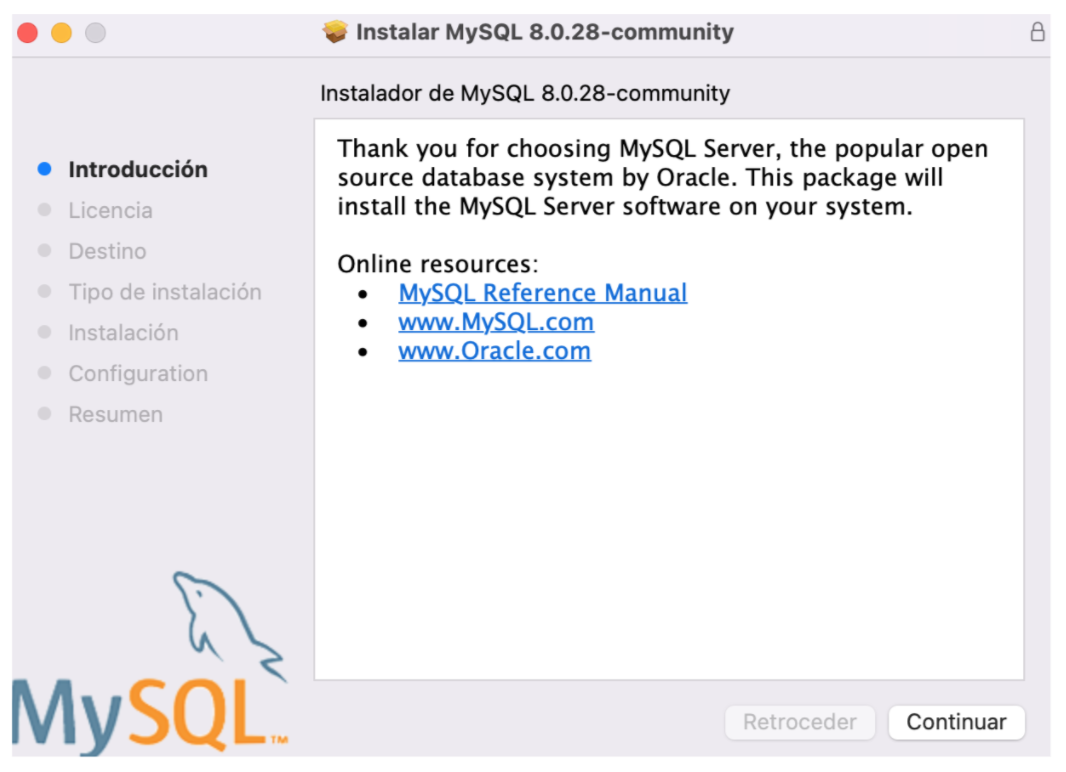 Instalar MySQL 8.0.28-community
Instalador de MySQL 8.0.28-community
Introducción
Licencia
Destino
Tipo de instalación
Instalación
Configuration
Resumen
Thank you for choosing MySQL Server, the popular open
source database system by Oracle. This package will
install the MySQL Server software on your system.
Online resources:
• MySQL Reference Manual
• www.MySQL.com
• www.Oracle.com
MySQL™
Retroceder
Continuar